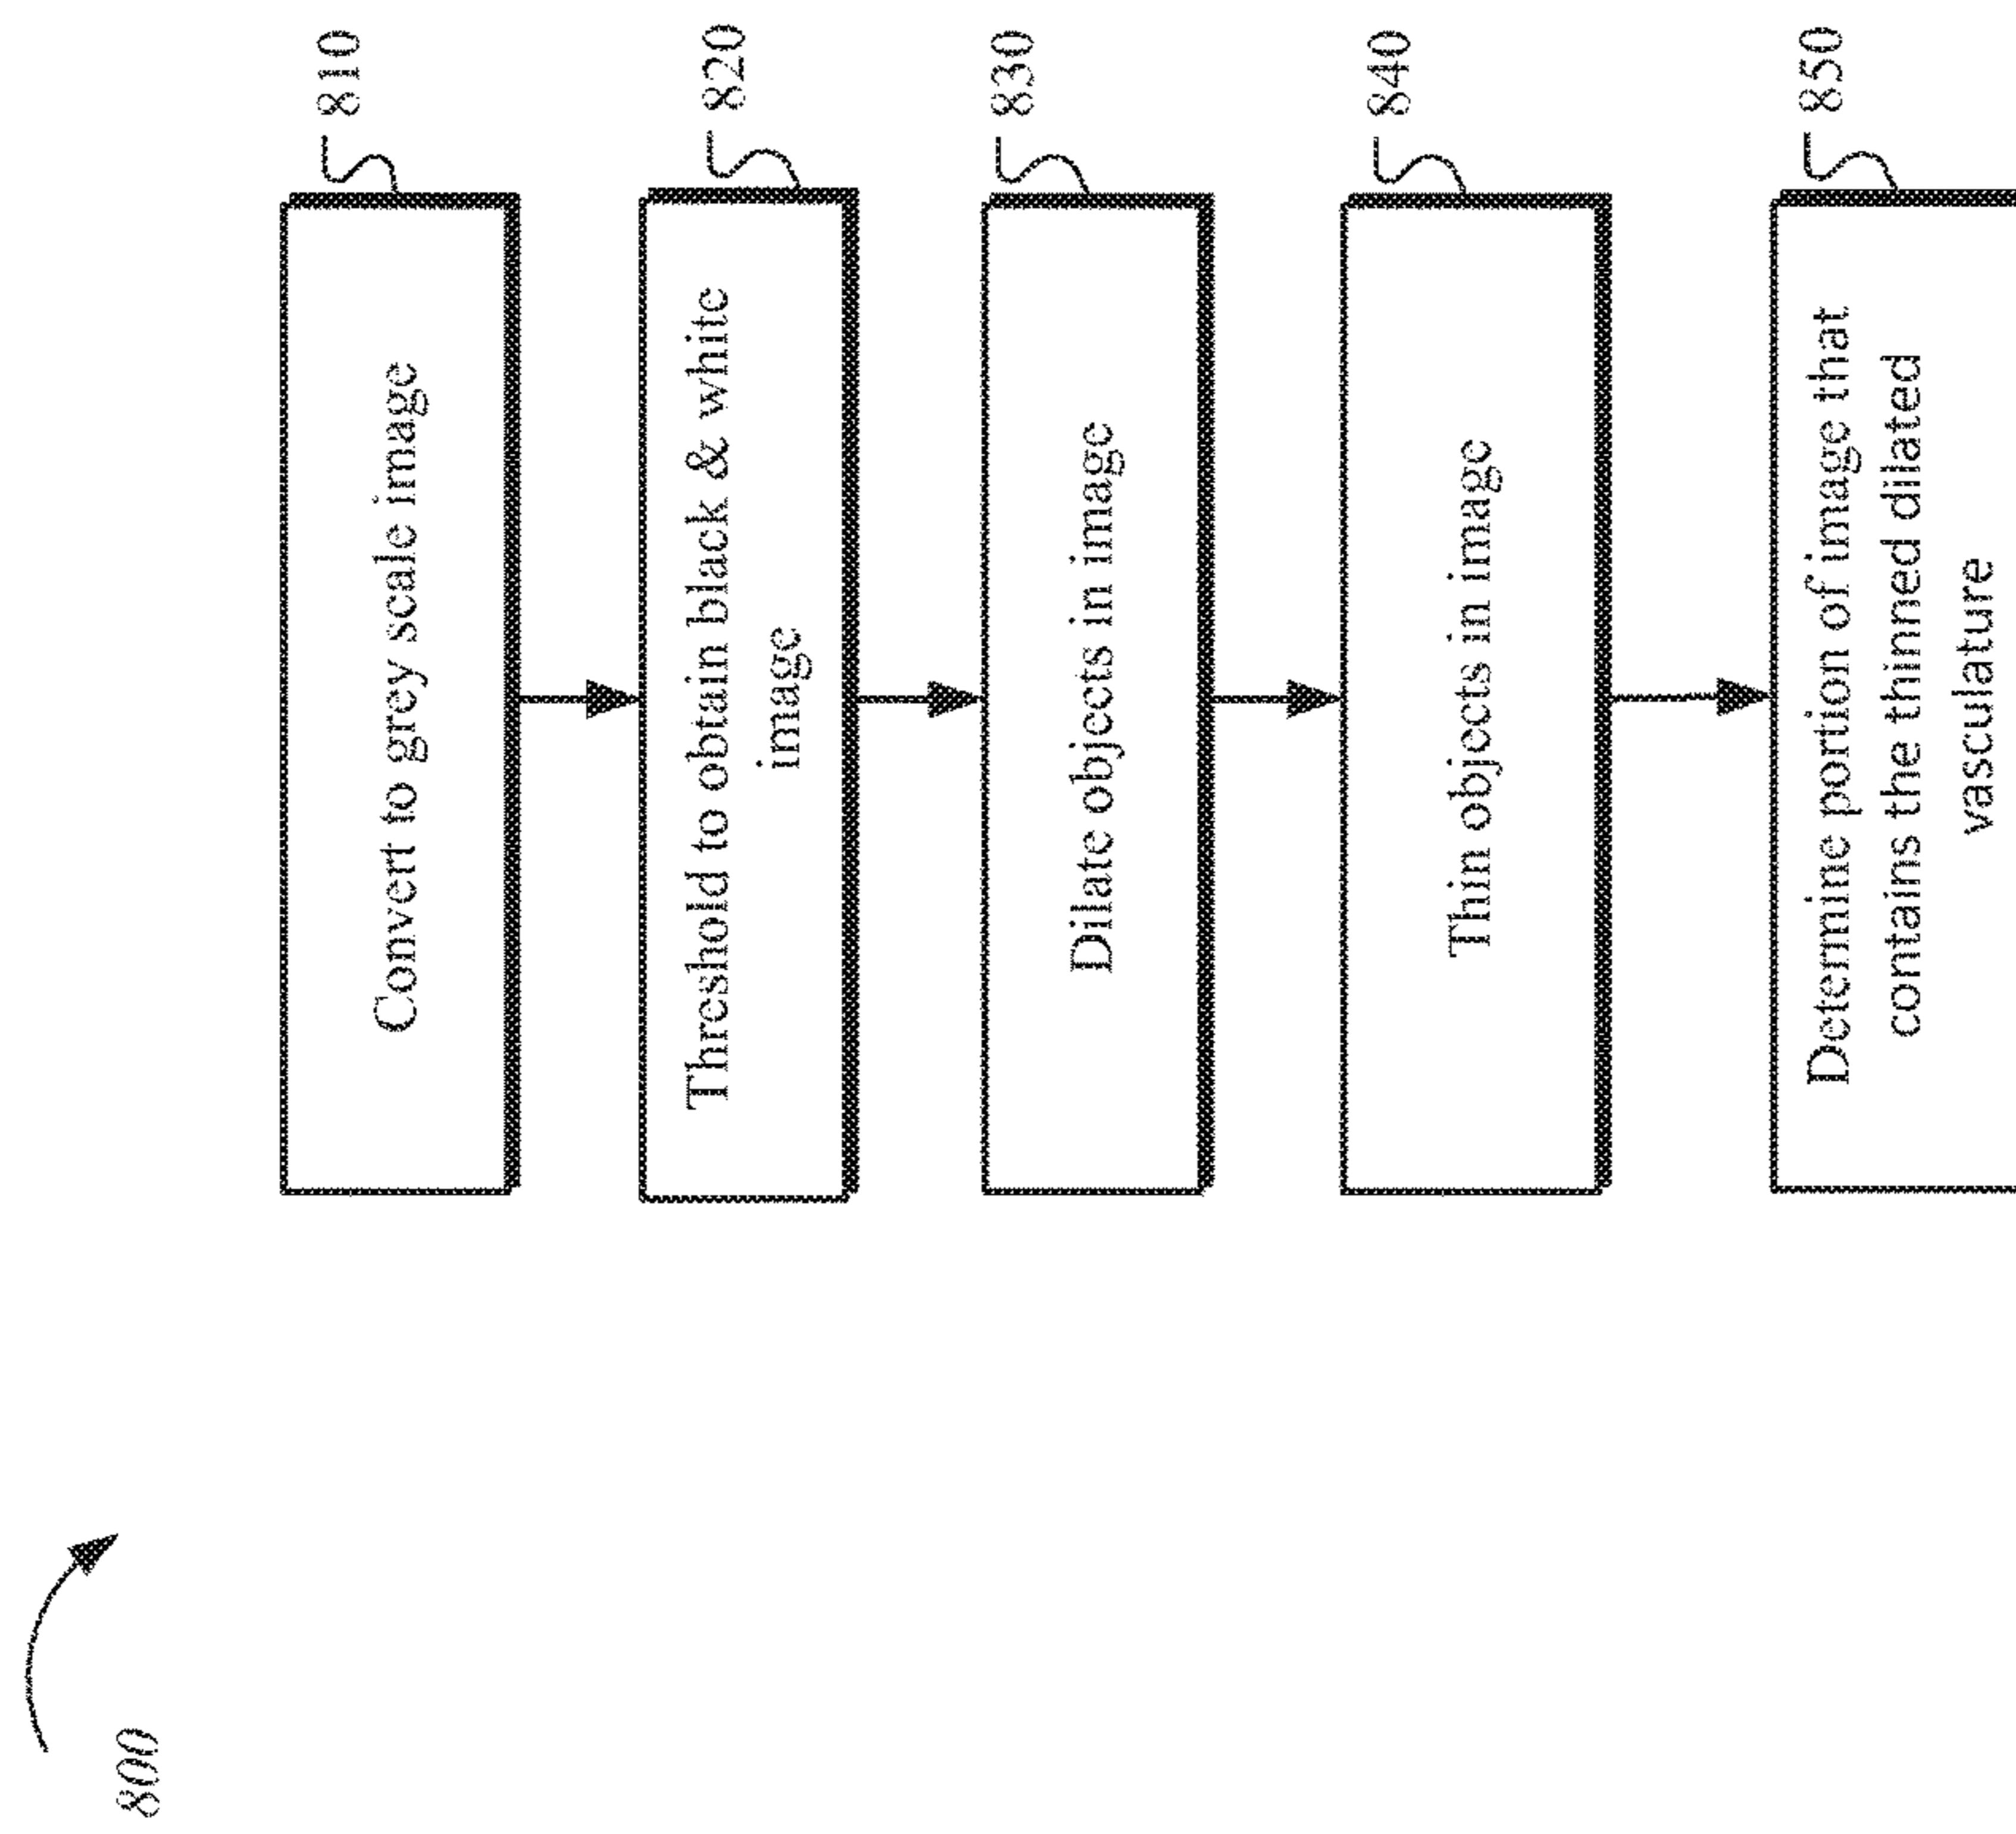 800
Convert to grey scale image
810
Threshold to obtain black & white
image
820
Dilate objects in image
830
Thin objects in image
840
Determine portion of image that
contains the thinned dilated
vasculature
850